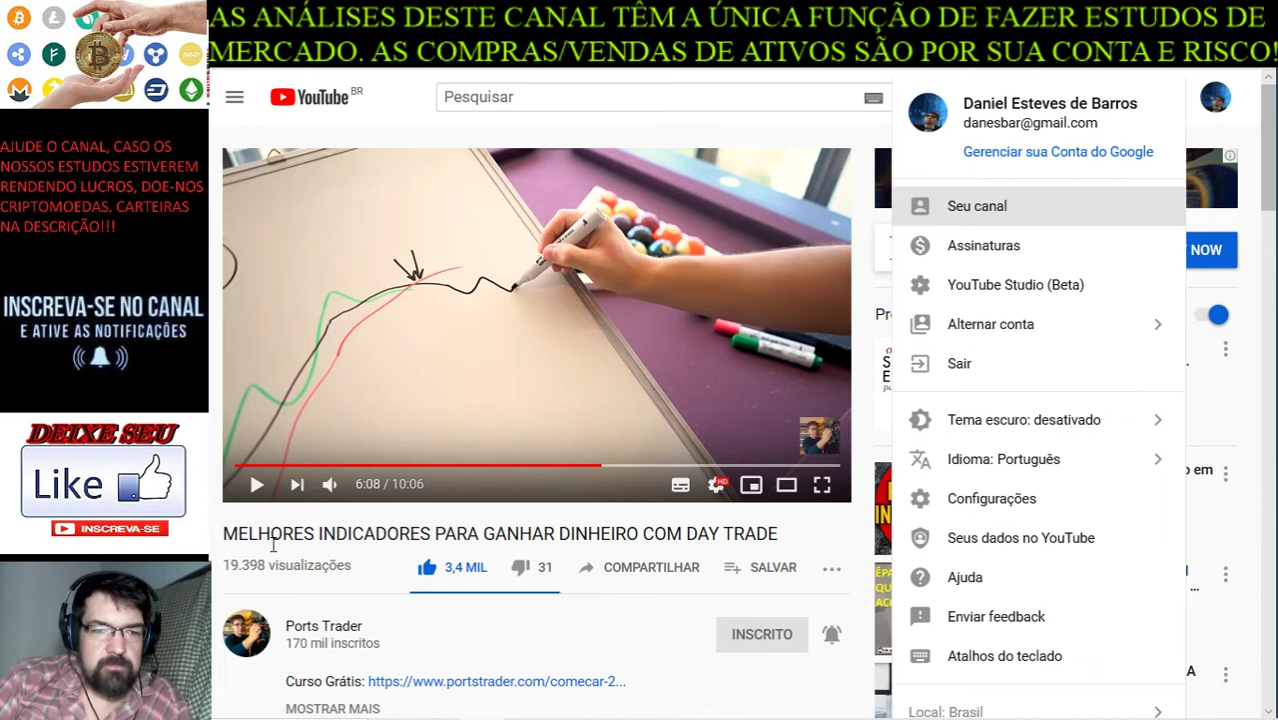 AS ANÁLISES DESTE CANAL TÊM A ÚNICA FUNÇÃO DE FAZER ESTUDOS DE
MERCADO. AS COMPRAS/VENDAS DE ATIVOS SÃO POR SUA CONTA E RISCO!
AJUDE O CANAL, CASO OS
NOSSOS ESTUDOS ESTIVEREM
RENDENDO LUCROS, DOE-NOS
CRIPTOMOEDAS. CARTEIRAS
NA DESCRIÇÃO!!!
INSCREVA-SE NO CANAL
E ATIVE AS NOTIFICAÇÕES
DEIXE SEU
Like
INSCREVA-SE
YouTube BR
Pesquisar
6:08 / 10:06
HD
MELHORES INDICADORES PARA GANHAR DINHEIRO COM DAY TRADE
19.398 visualizações
3,4 MIL
31
COMPARTILHAR
SALVAR
Ports Trader
170 mil inscritos
INSCRITO
Curso Grátis: https://www.portstrader.com/comecar-2...
MOSTRAR MAIS
Daniel Esteves de Barros
danesbar@gmail.com
Gerenciar sua Conta do Google
Seu canal
Assinaturas
YouTube Studio (Beta)
Alternar conta
Sair
Tema escuro: desativado
Idioma: Português
Configurações
Seus dados no YouTube
Ajuda
Enviar feedback
Atalhos do teclado
Local: Brasil
NOW
em
...